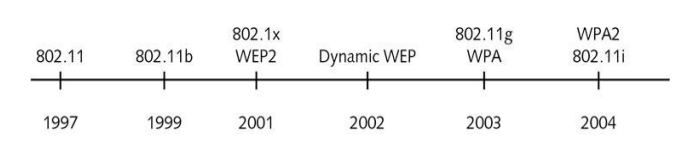 802.11
802.11b
802.1x
WEP2
Dynamic WEP
802.11g
WPA
WPA2
802.11i
1997
1999
2001
2002
2003
2004